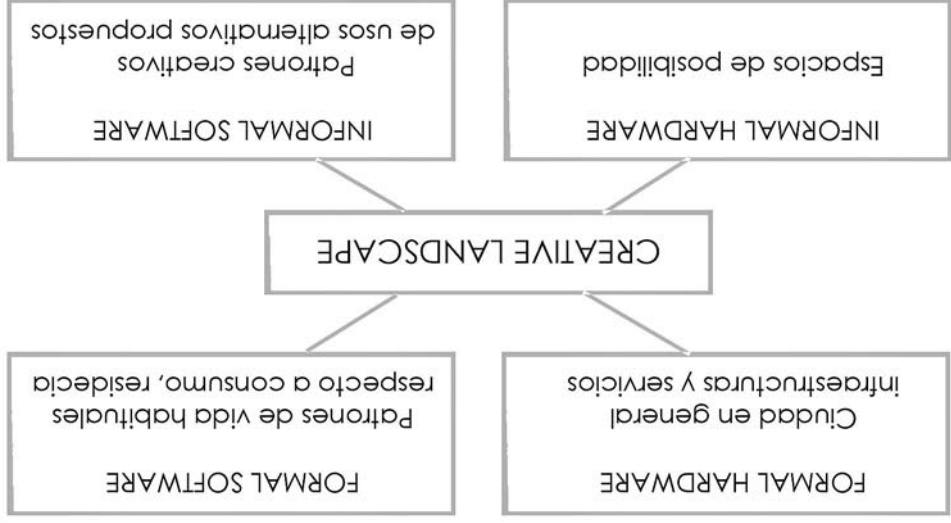 FORMAL HARDWARE
Ciudad en general
infraestructuras y servicios
FORMAL SOFTWARE
Patrones de vida habituales
respecto a consumo, residecia
CREATIVE LANDSCAPE
INFORMAL HARDWARE
Espacios de posibilidad
INFORMAL SOFTWARE
Patrones creativos
de usos alternativos propuestos